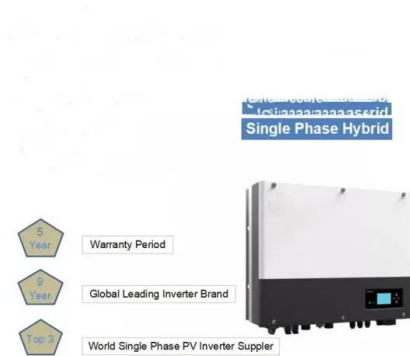 Single Phase Hybrid
5
Year
Warranty Period
9
Year
Global Leading Inverter Brand
Top 3
World Single Phase PV Inverter Suppler